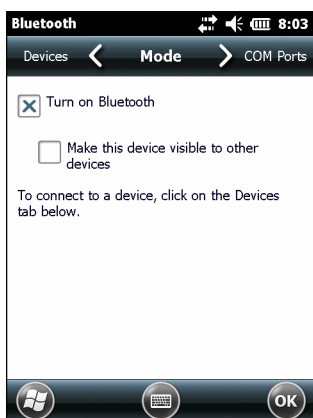 Bluetooth 8:03
Devices Mode COM Ports
Turn on Bluetooth
Make this device visible to other
devices
To connect to a device, click on the Devices
tab below.
OK